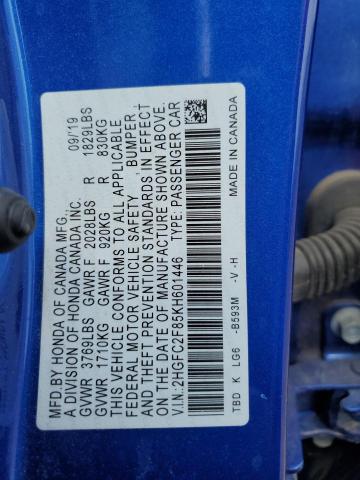 MFD. BY HONDA OF CANADA MFG., 09/19
A DIVISION OF HONDA CANADA INC.
GVWR 3769LBS GAWR F 2028LBS R 1829LBS
GVWR 1710KG GAWR F 920KG R 830KG
THIS VEHICLE CONFORMS TO ALL APPLICABLE
FEDERAL MOTOR VEHICLE SAFETY, BUMPER,
AND THEFT PREVENTION STANDARDS IN EFFECT
ON THE DATE OF MANUFACTURE SHOWN ABOVE.
V.I.N.:2HGFC2F85KH601446 TYPE: PASSENGER CAR
TBD K LG6 -B593M -V -H MADE IN CANADA